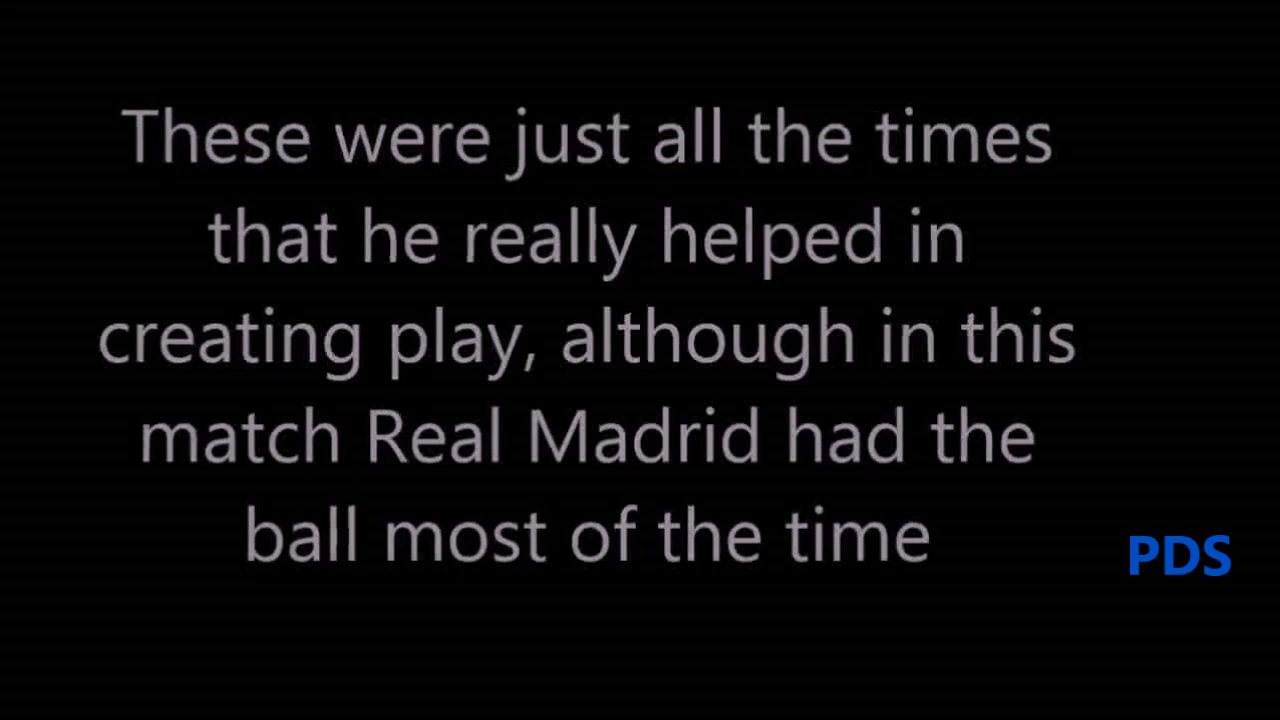 These were just all the times
that he really helped in
creating play, although in this
match Real Madrid had the
ball most of the time
PDS